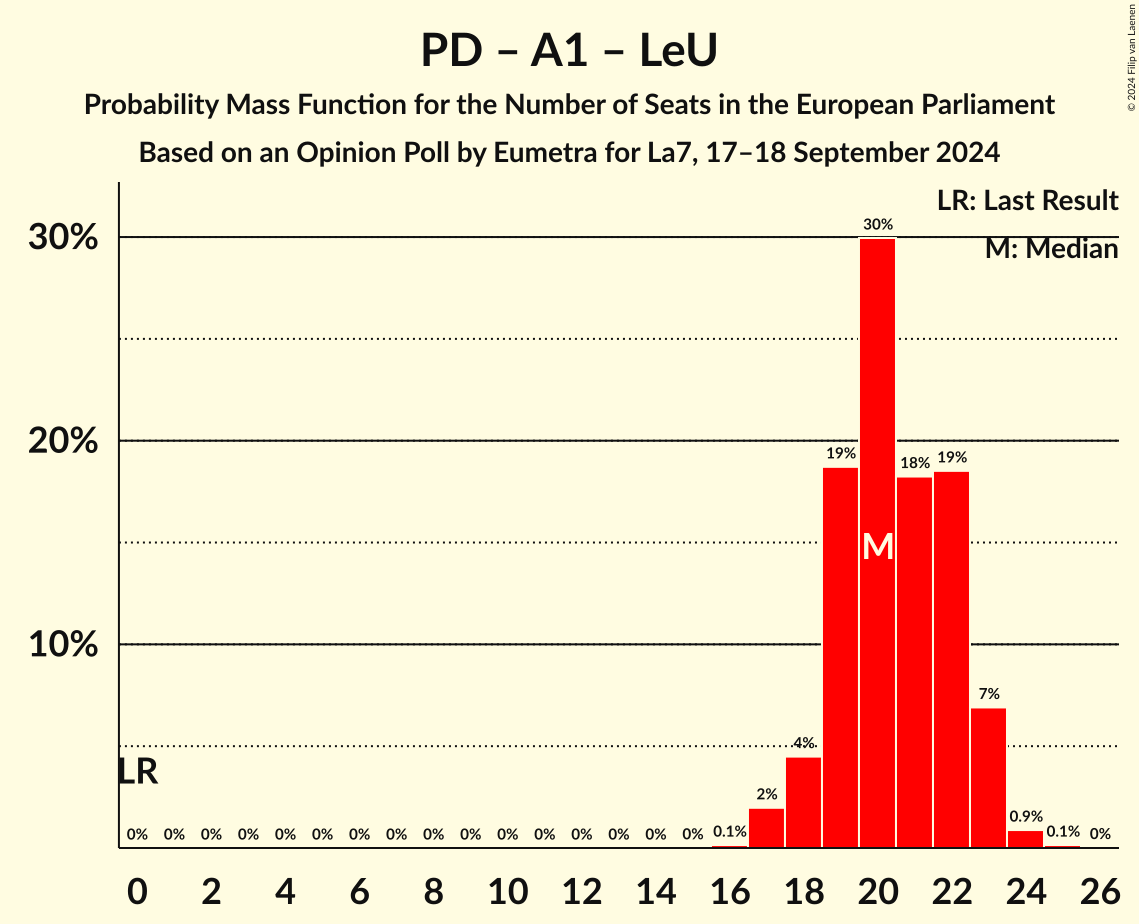 PD – A1 – LeU
Probability Mass Function for the Number of Seats in the European Parliament
Based on an Opinion Poll by Eumetra for La7, 17–18 September 2024
© 2024 Filip van Laenen
LR: Last Result
M: Median
30%
20%
10%
30%
19%
18%
19%
M
7%
4%
2%
LR
0% 0% 0% 0% 0% 0% 0% 0% 0% 0% 0% 0% 0% 0% 0% 0% 0.1% 0.9% 0.1% 0%
0 2 4 6 8 10 12 14 16 18 20 22 24 26